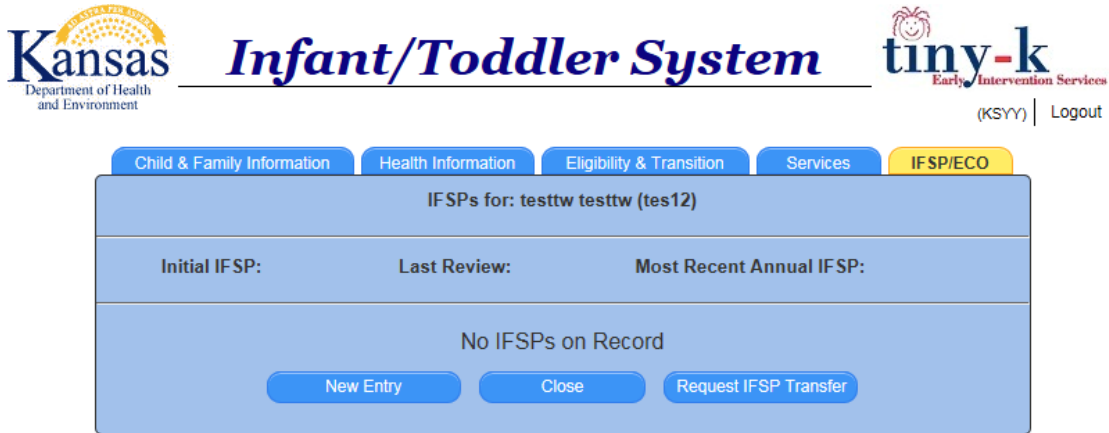 AD ASTRA PER ASPERA
Kansas
Department of Health
and Environment
Infant/Toddler System
tiny-k
Early Intervention Services
(KSYY) Logout
Child & Family Information Health Information Eligibility & Transition Services IFSP/ECO
IFSPs for: testtw testtw (tes12)
Initial IFSP: Last Review: Most Recent Annual IFSP:
No IFSPs on Record
New Entry Close Request IFSP Transfer